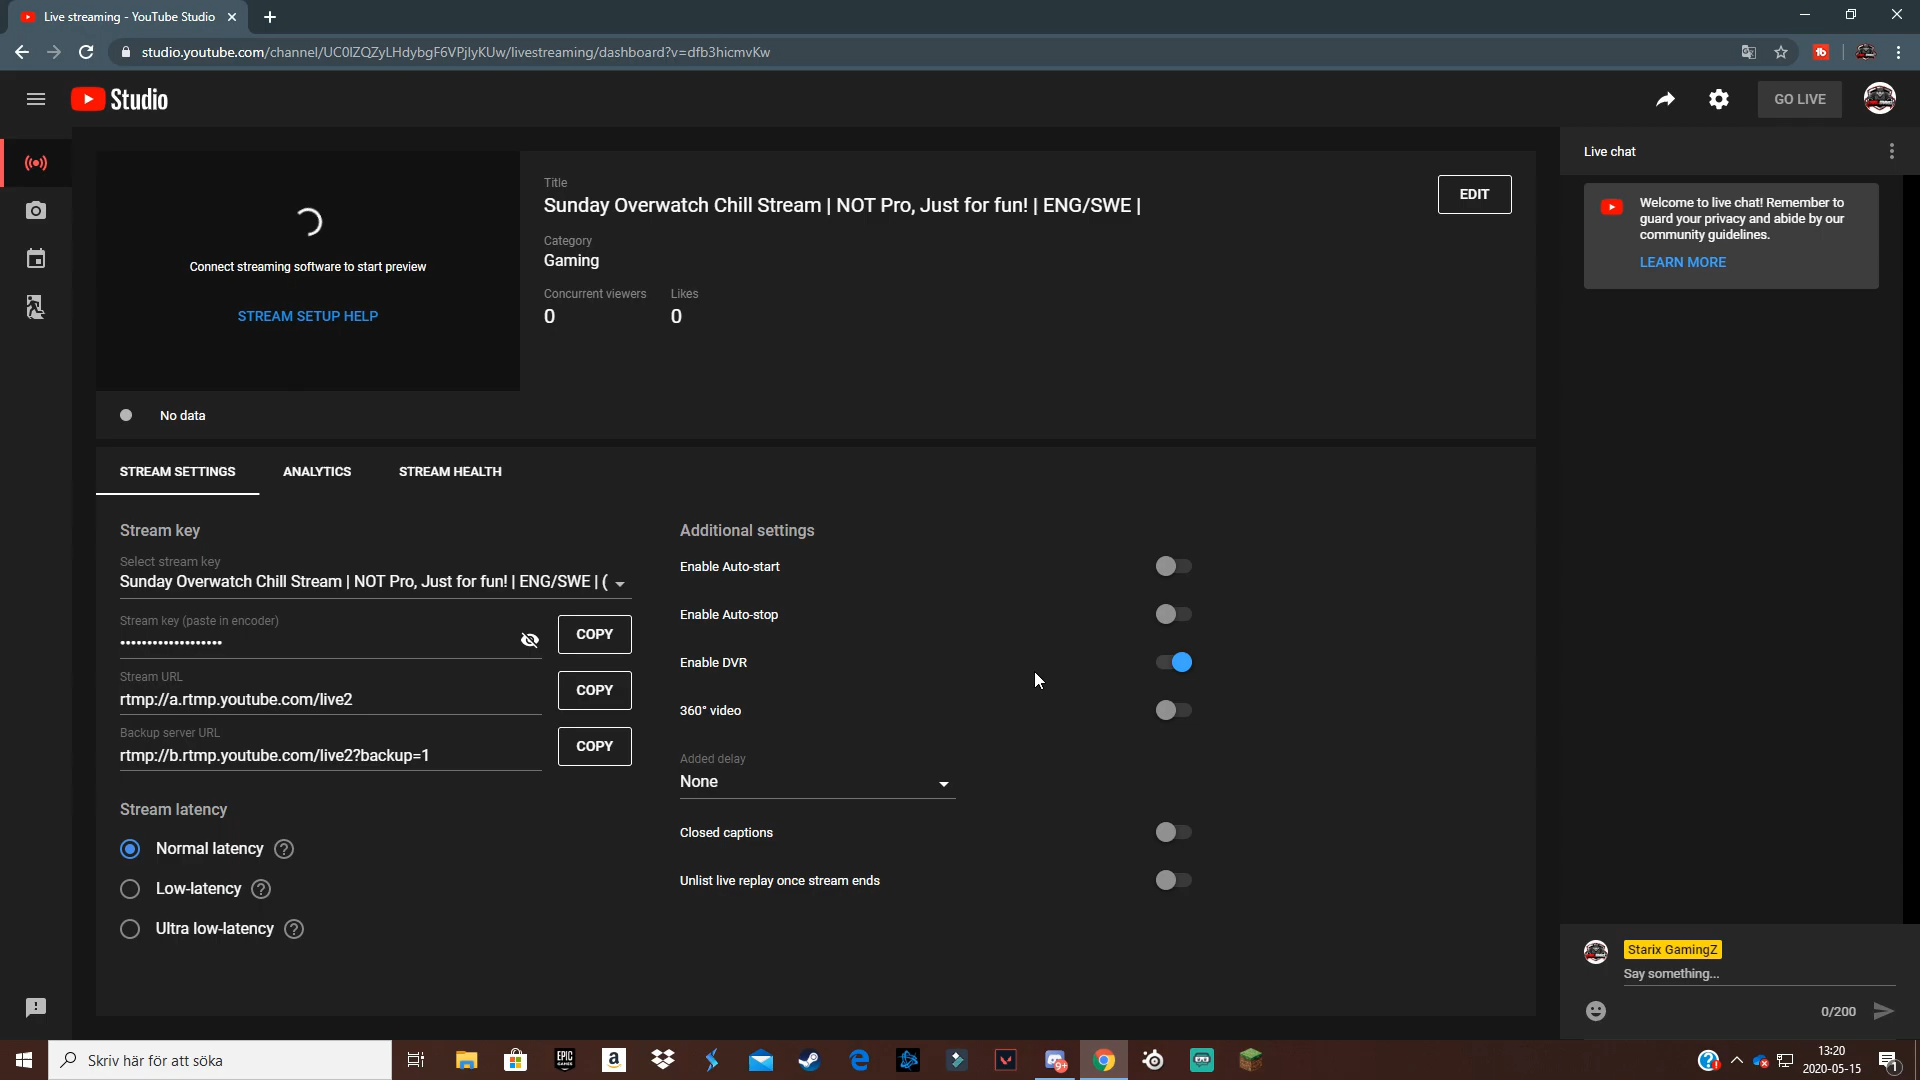 Live streaming - YouTube Studio
studio.youtube.com/channel/UC0IZQZyLHdybgF6VPjlyKUw/livestreaming/dashboard?v=dfb3hicmvKw
Studio
GO LIVE
Connect streaming software to start preview
STREAM SETUP HELP
Title
Sunday Overwatch Chill Stream | NOT Pro, Just for fun! | ENG/SWE |
EDIT
Category
Gaming
Concurrent viewers Likes
0 0
No data
STREAM SETTINGS ANALYTICS STREAM HEALTH
Stream key
Select stream key
Sunday Overwatch Chill Stream | NOT Pro, Just for fun! | ENG/SWE | (
Stream key (paste in encoder)
•••••••••••••••••••
COPY
Stream URL
rtmp://a.rtmp.youtube.com/live2
COPY
Backup server URL
rtmp://b.rtmp.youtube.com/live2?backup=1
COPY
Stream latency
Normal latency ?
Low-latency ?
Ultra low-latency ?
Additional settings
Enable Auto-start
Enable Auto-stop
Enable DVR
360° video
Added delay
None
Closed captions
Unlist live replay once stream ends
Live chat
Welcome to live chat! Remember to
guard your privacy and abide by our
community guidelines.
LEARN MORE
Starix GamingZ
Say something...
0/200
Skriv här för att söka
EPIC
GAMES
a
9+
13:20
2020-05-15
1